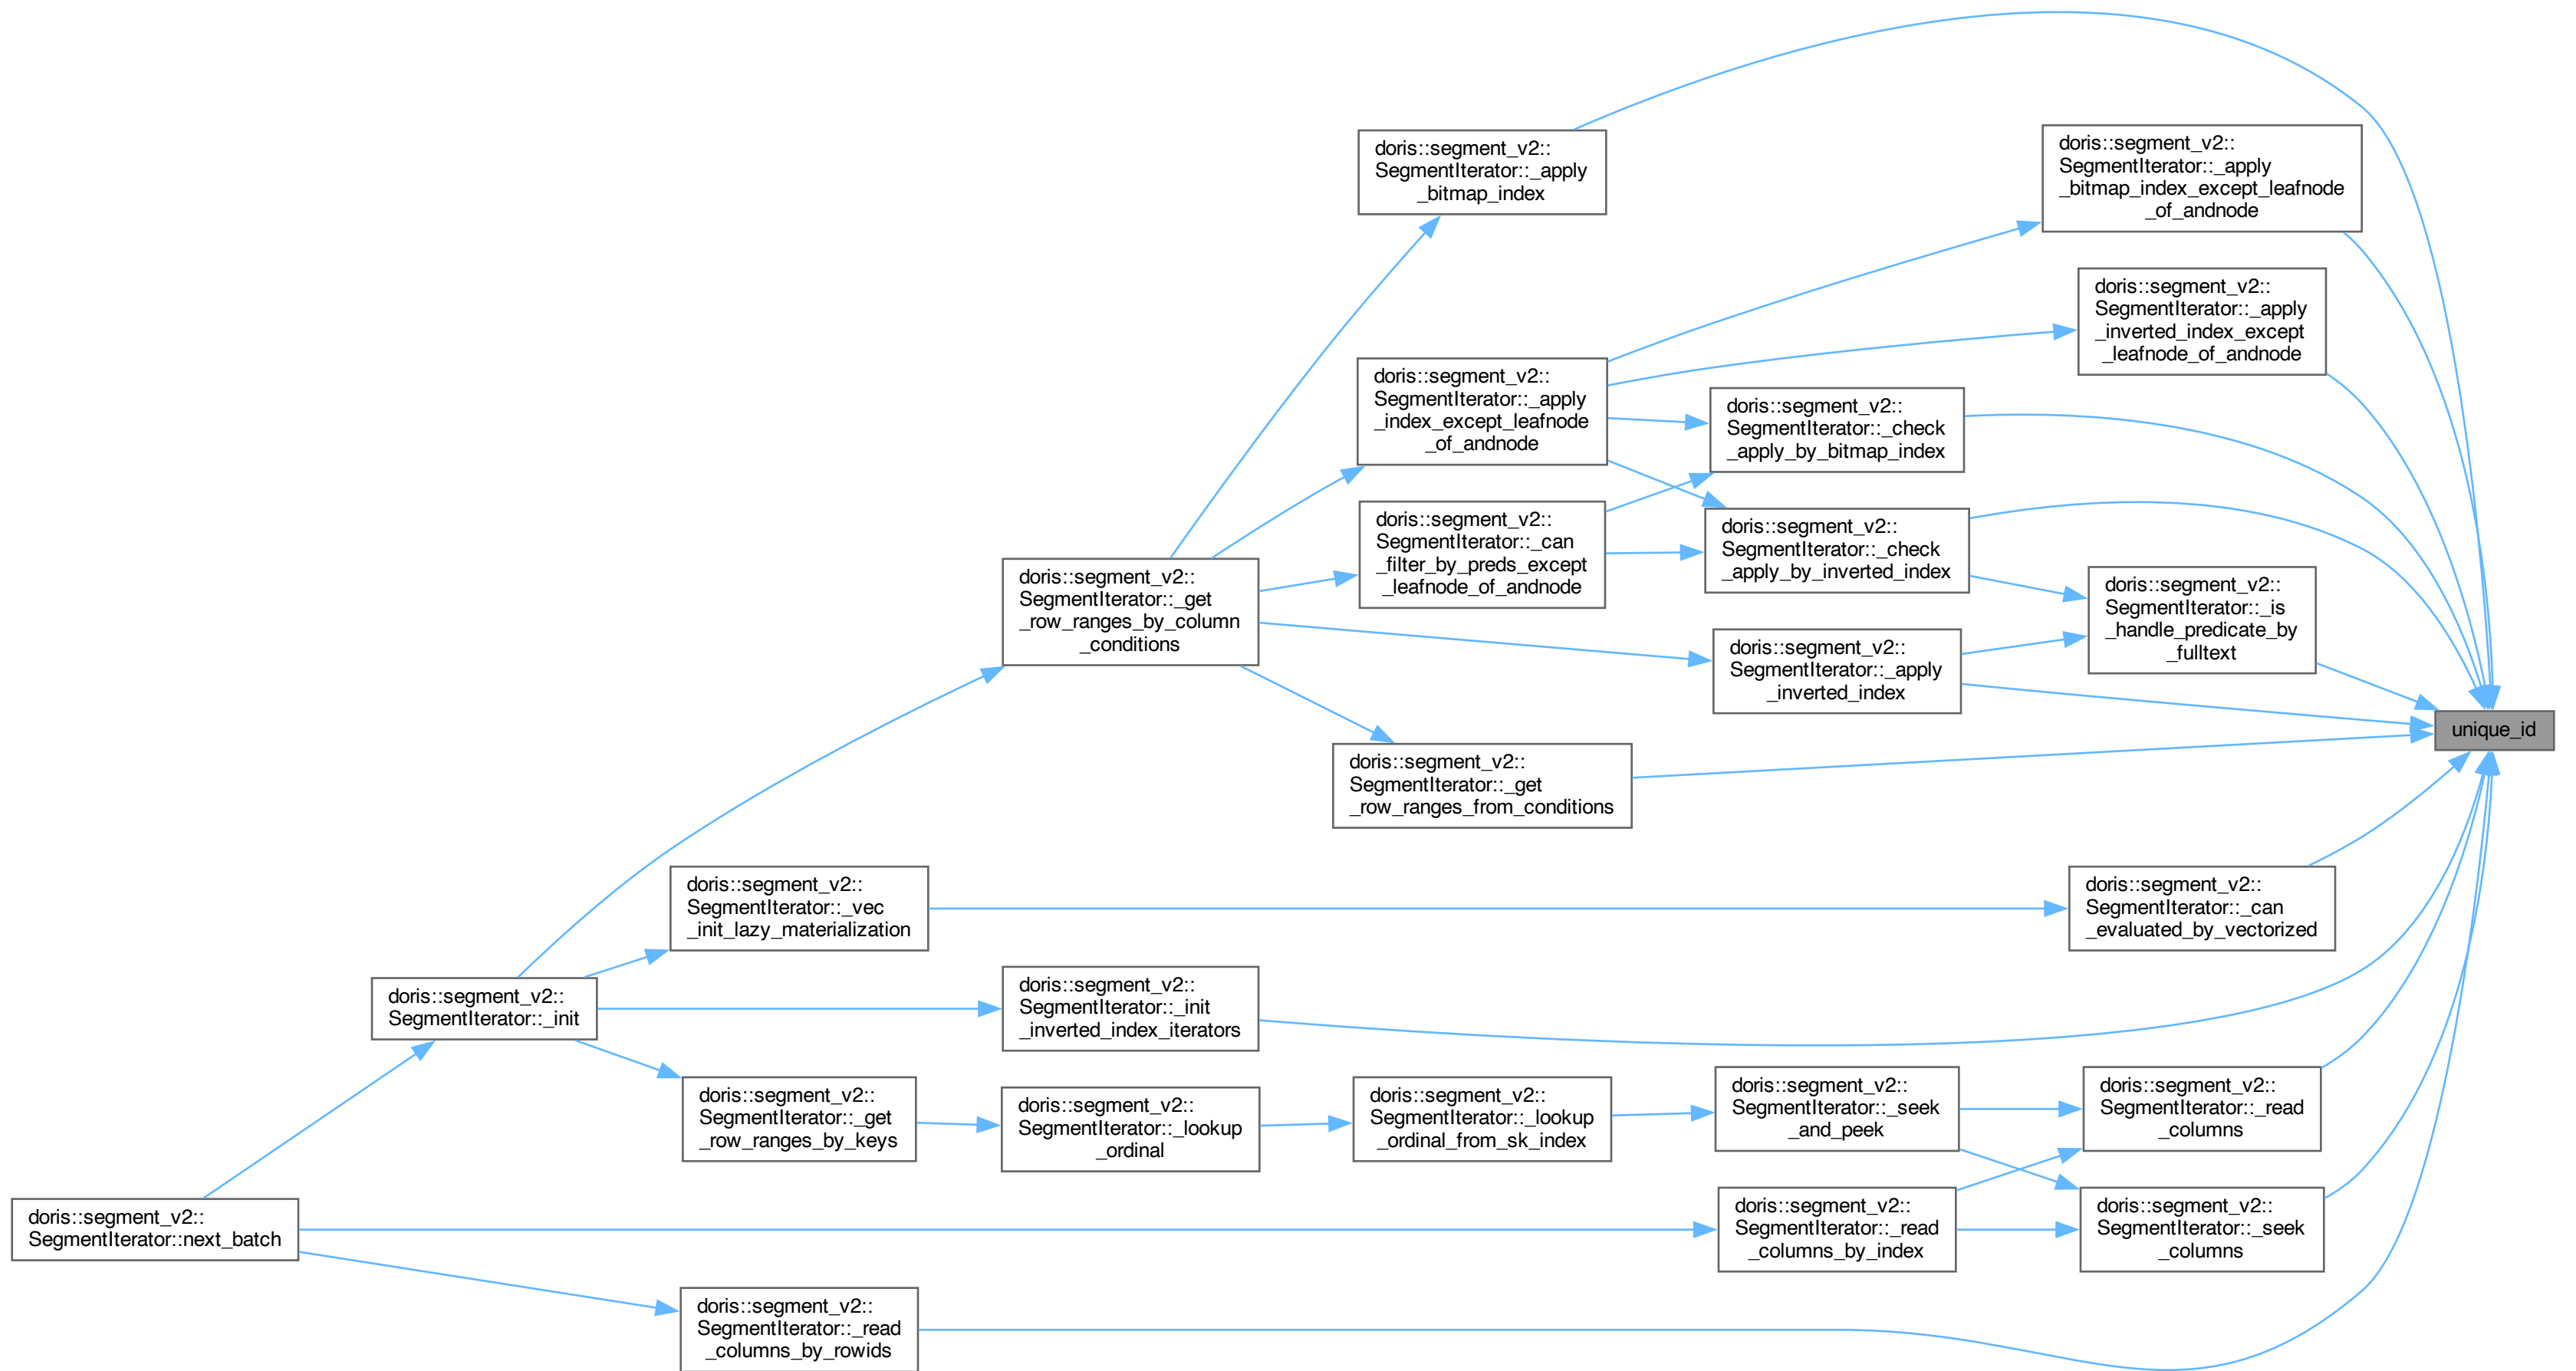 doris::segment_v2::
SegmentIterator::_apply
_bitmap_index
doris::segment_v2::
SegmentIterator::_apply
_bitmap_index_except_leafnode
_of_andnode
doris::segment_v2::
SegmentIterator::_apply
_inverted_index_except
_leafnode_of_andnode
doris::segment_v2::
SegmentIterator::_apply
_index_except_leafnode
_of_andnode
doris::segment_v2::
SegmentIterator::_check
_apply_by_bitmap_index
doris::segment_v2::
SegmentIterator::_can
_filter_by_preds_except
_leafnode_of_andnode
doris::segment_v2::
SegmentIterator::_check
_apply_by_inverted_index
doris::segment_v2::
SegmentIterator::_get
_row_ranges_by_column
_conditions
doris::segment_v2::
SegmentIterator::_is
_handle_predicate_by
_fulltext
doris::segment_v2::
SegmentIterator::_apply
_inverted_index
unique_id
doris::segment_v2::
SegmentIterator::_get
_row_ranges_from_conditions
doris::segment_v2::
SegmentIterator::_vec
_init_lazy_materialization
doris::segment_v2::
SegmentIterator::_can
_evaluated_by_vectorized
doris::segment_v2::
SegmentIterator::_init
doris::segment_v2::
SegmentIterator::_init
_inverted_index_iterators
doris::segment_v2::
SegmentIterator::_get
_row_ranges_by_keys
doris::segment_v2::
SegmentIterator::_lookup
_ordinal
doris::segment_v2::
SegmentIterator::_lookup
_ordinal_from_sk_index
doris::segment_v2::
SegmentIterator::_seek
_and_peek
doris::segment_v2::
SegmentIterator::_read
_columns
doris::segment_v2::
SegmentIterator::next_batch
doris::segment_v2::
SegmentIterator::_read
_columns_by_index
doris::segment_v2::
SegmentIterator::_seek
_columns
doris::segment_v2::
SegmentIterator::_read
_columns_by_rowids